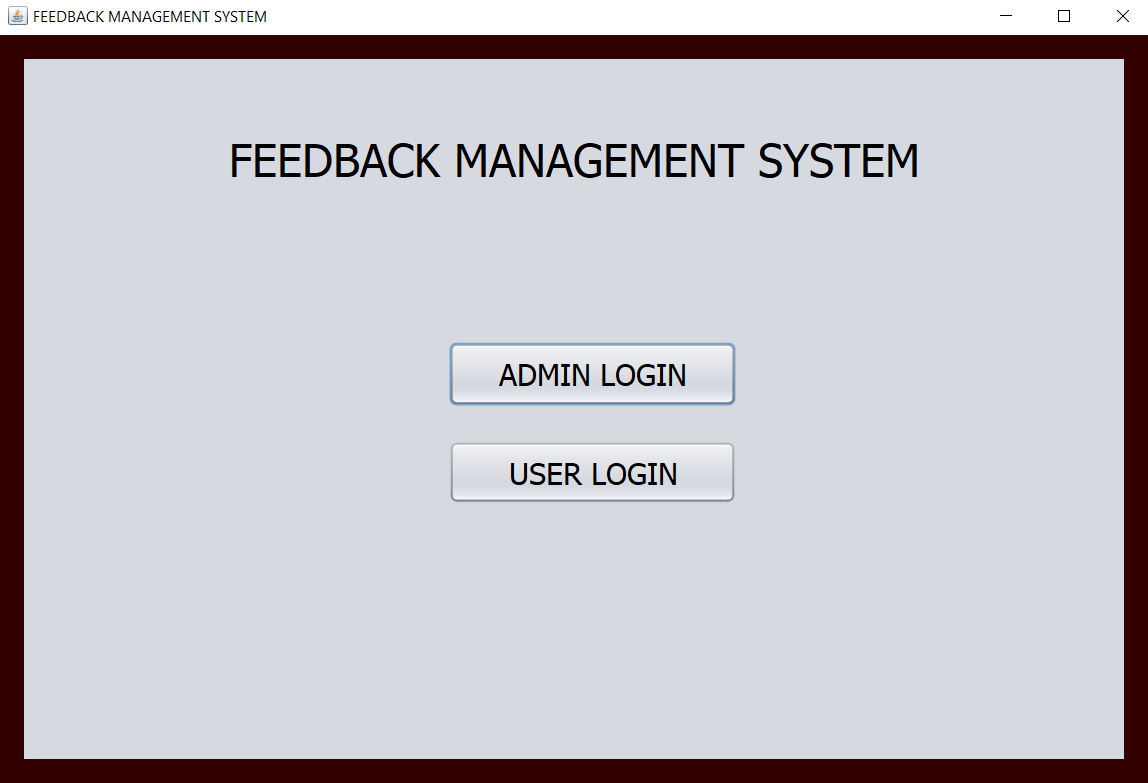 FEEDBACK MANAGEMENT SYSTEM
FEEDBACK MANAGEMENT SYSTEM
ADMIN LOGIN
USER LOGIN